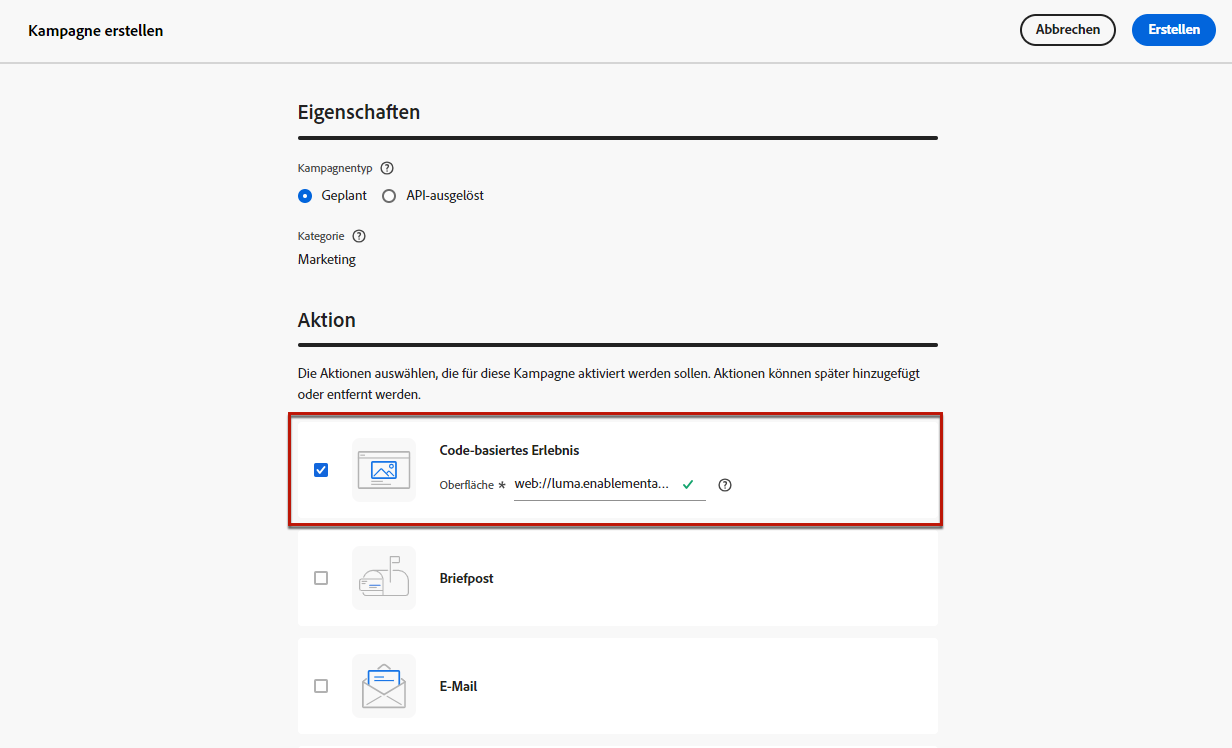 Kampagne erstellen
Abbrechen
Erstellen
Eigenschaften
Kampagnentyp
Geplant
API-ausgelöst
Kategorie
Marketing
Aktion
Die Aktionen auswählen, die für diese Kampagne aktiviert werden sollen. Aktionen können später hinzugefügt
oder entfernt werden.
Code-basiertes Erlebnis
Oberfläche * web://luma.enablementa...
Briefpost
E-Mail